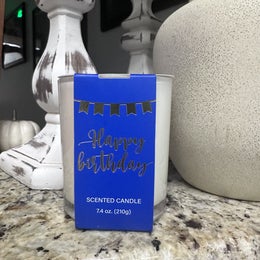 Happy
birthday
SCENTED CANDLE
7.4 oz. (210g)